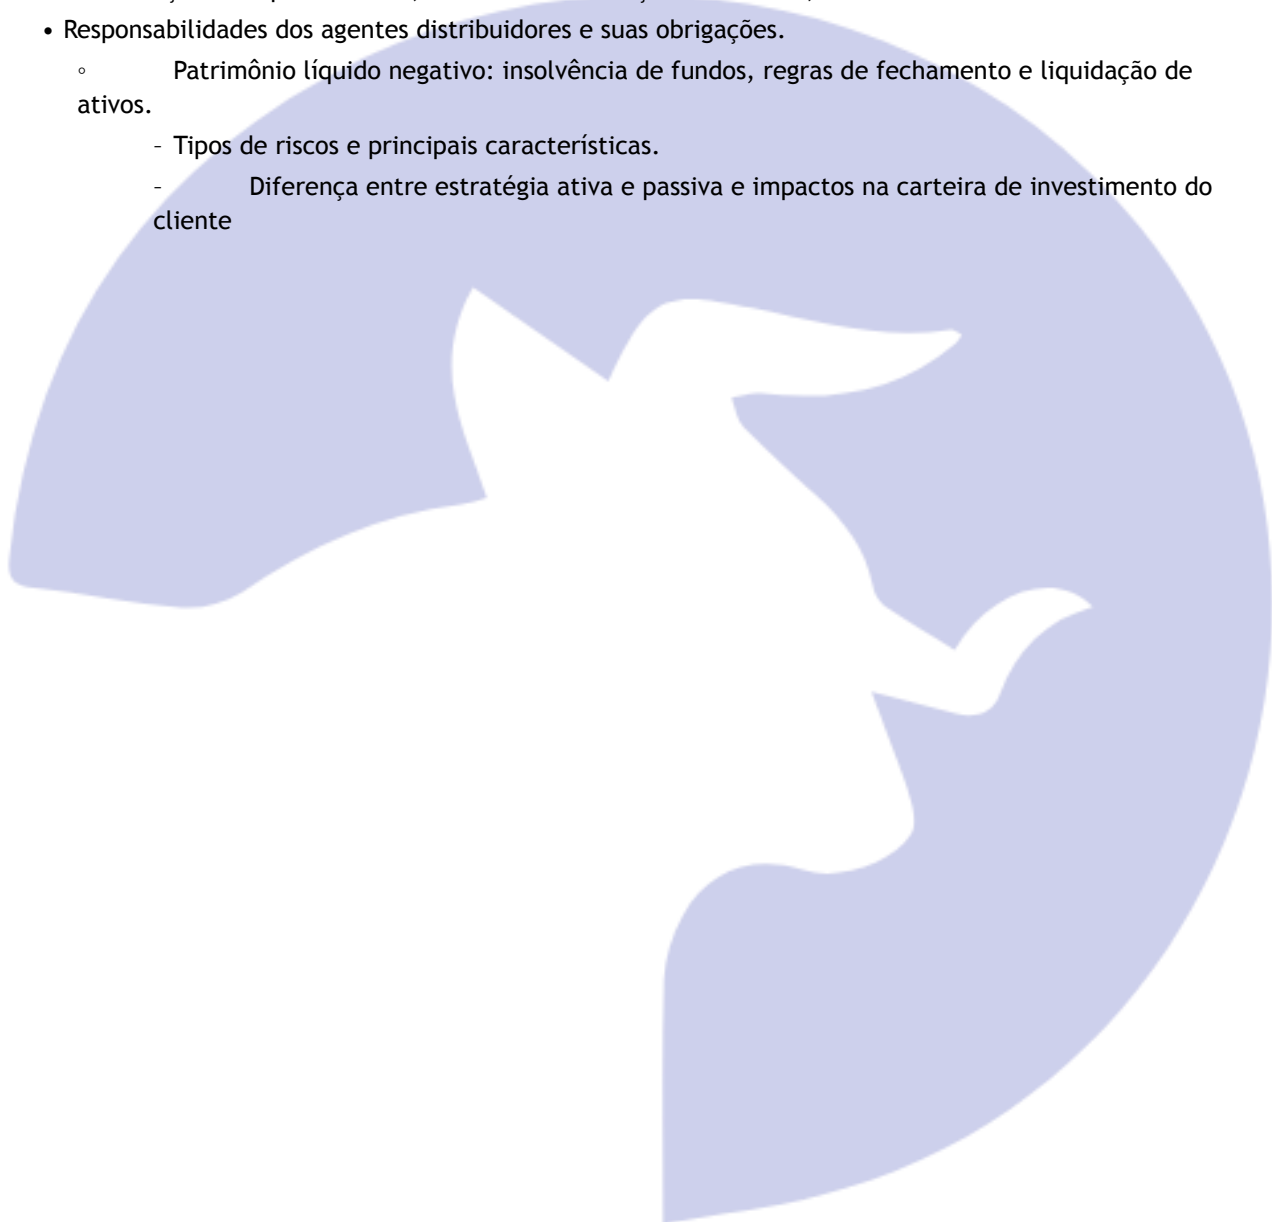 • Responsabilidades dos agentes distribuidores e suas obrigações.
◦ Patrimônio líquido negativo: insolvência de fundos, regras de fechamento e liquidação de
ativos.
– Tipos de riscos e principais características.
– Diferença entre estratégia ativa e passiva e impactos na carteira de investimento do
cliente